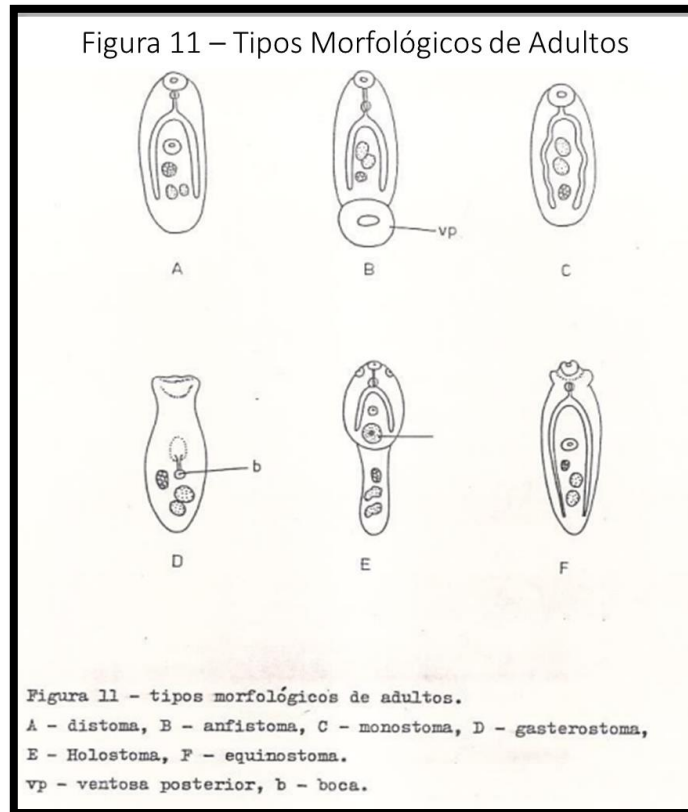 Figura 11 – Tipos Morfológicos de Adultos
A
B
vp
C
D
b
E
F
Figura 11 - tipos morfológicos de adultos.
A - distoma, B - anfistoma, C - monostoma, D - gasterostoma,
E - Holostoma, F - equinostoma.
vp - ventosa posterior, b - boca.